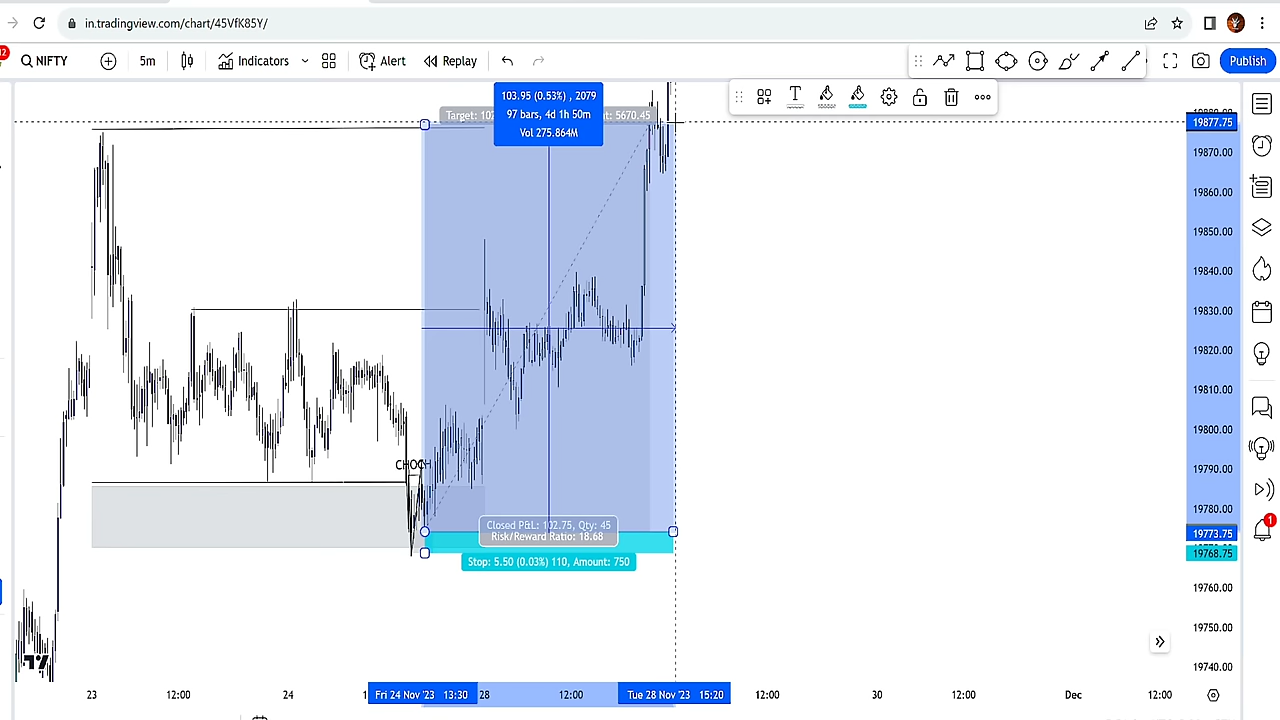 in.tradingview.com/chart/45VfK85Y/
12
NIFTY
5m
Indicators
Alert
Replay
Publish
103.95 (0.53%) , 2079
97 bars, 4d 1h 50m
Vol 275.864M
Target: 102
nt: 5670.45
19877.75
19870.00
19860.00
19850.00
19840.00
19830.00
19820.00
19810.00
19800.00
19790.00
19780.00
19773.75
19768.75
19760.00
19750.00
19740.00
CHOCH
Closed P&L: 102.75, Qty: 45
Risk/Reward Ratio: 18.68
Stop: 5.50 (0.03%) 110, Amount: 750
1
23
12:00
24
1
Fri 24 Nov '23 13:30
28
12:00
Tue 28 Nov '23 15:20
12:00
30
12:00
Dec
12:00